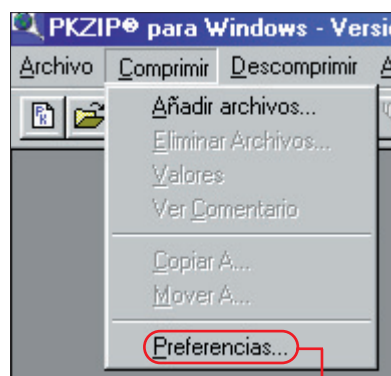 PKZIP® para Windows - Versi
Archivo Comprimir Descomprimir A
Añadir archivos...
Eliminar Archivos...
Valores
Ver Comentario
Copiar A...
Mover A...
Preferencias...